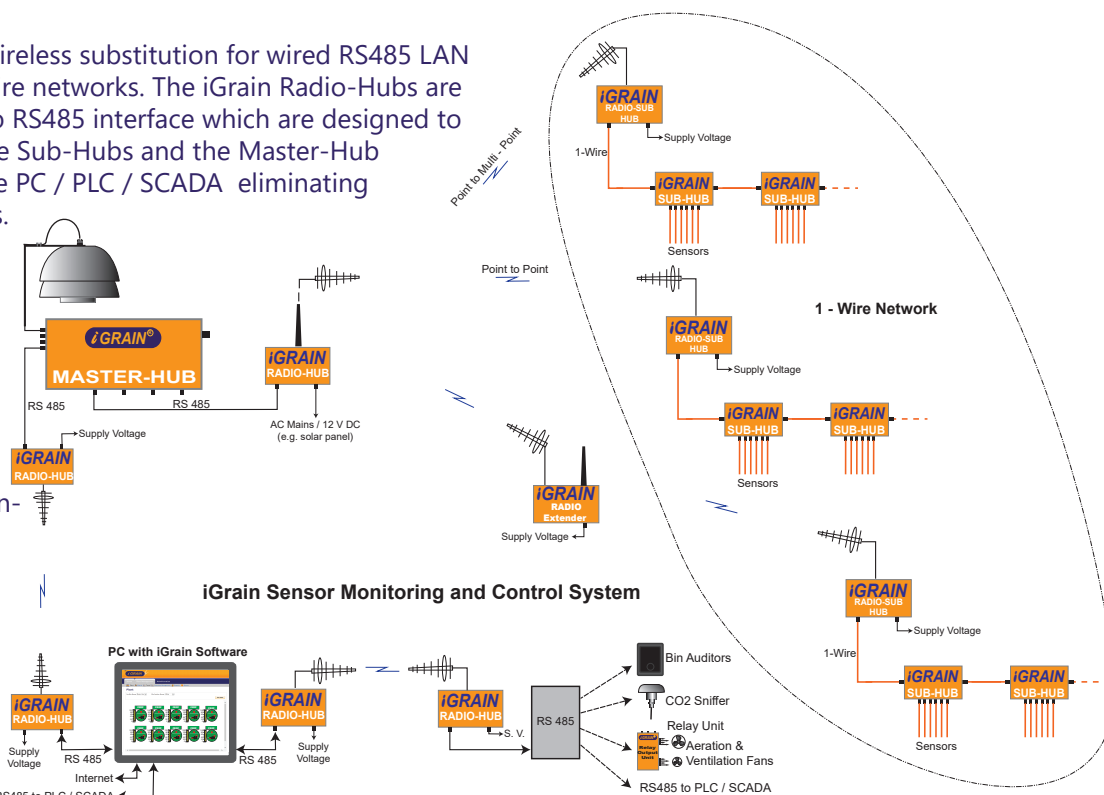 ireless substitution for wired RS485 LAN
re networks. The iGrain Radio-Hubs are
o RS485 interface which are designed to
e Sub-Hubs and the Master-Hub
e PC / PLC / SCADA eliminating
s.
Point to Multi - Point
Point to Point
iGRAIN
RADIO-SUB
HUB
Supply Voltage
1-Wire
iGRAIN
SUB-HUB
iGRAIN
SUB-HUB
Sensors
1 - Wire Network
iGRAIN
RADIO-SUB
HUB
Supply Voltage
iGRAIN
SUB-HUB
iGRAIN
SUB-HUB
Sensors
iGRAIN
RADIO-SUB
HUB
Supply Voltage
1-Wire
iGRAIN
SUB-HUB
iGRAIN
SUB-HUB
Sensors
iGRAIN®
MASTER-HUB
RS 485
RS 485
iGRAIN
RADIO-HUB
AC Mains / 12 V DC
(e.g. solar panel)
Supply Voltage
iGRAIN
RADIO-HUB
n-
iGRAIN
RADIO
Extender
Supply Voltage
iGrain Sensor Monitoring and Control System
PC with iGrain Software
iGRAIN
RADIO-HUB
Supply
Voltage
RS 485
Internet
RS485 to PLC / SCADA
RS 485
iGRAIN
RADIO-HUB
Supply
Voltage
iGRAIN
RADIO-HUB
S. V.
RS 485
Bin Auditors
CO2 Sniffer
Relay Unit
Relay
Output
Unit
Aeration &
Ventilation Fans
RS485 to PLC / SCADA